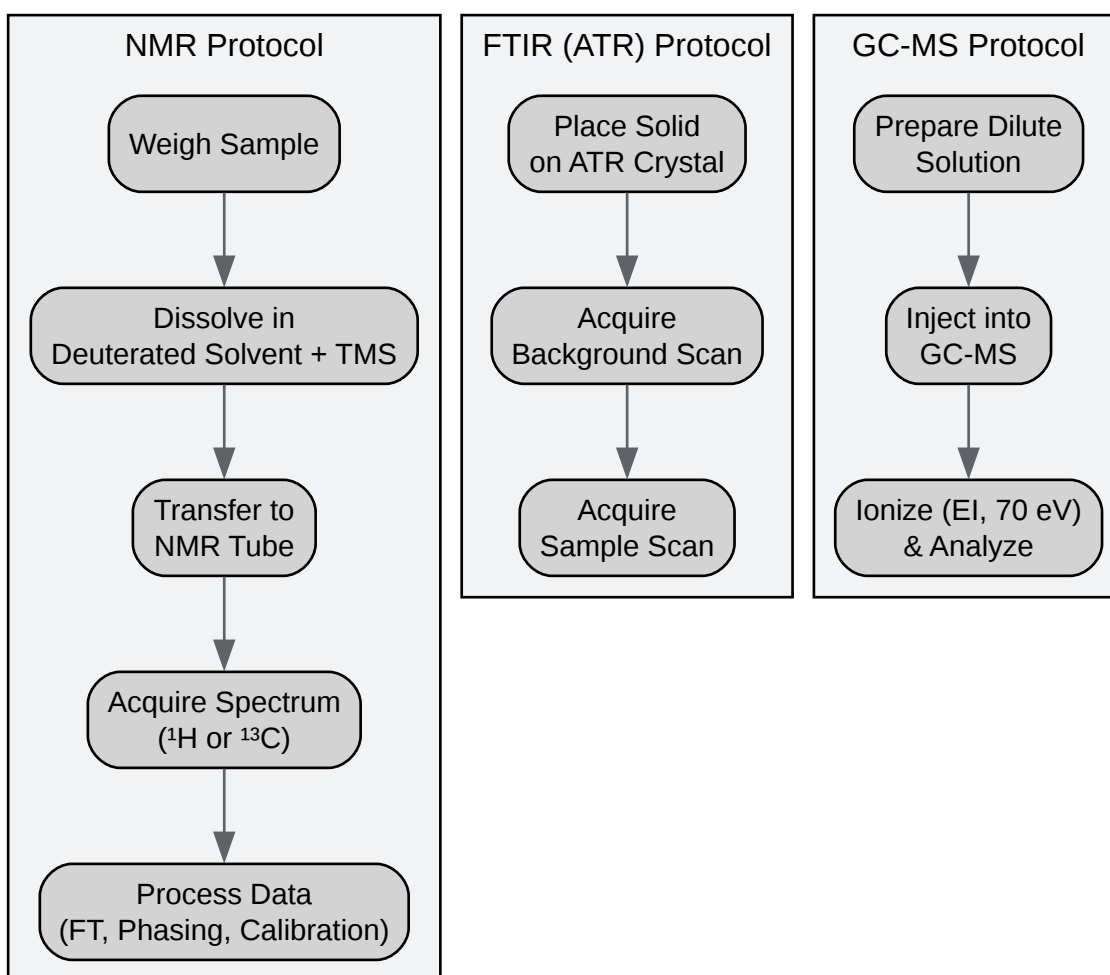 NMR Protocol
Weigh Sample
Dissolve in
Deuterated Solvent + TMS
Transfer to
NMR Tube
Acquire Spectrum
(¹H or ¹³C)
Process Data
(FT, Phasing, Calibration)
FTIR (ATR) Protocol
Place Solid
on ATR Crystal
Acquire
Background Scan
Acquire
Sample Scan
GC-MS Protocol
Prepare Dilute
Solution
Inject into
GC-MS
Ionize (EI, 70 eV)
& Analyze